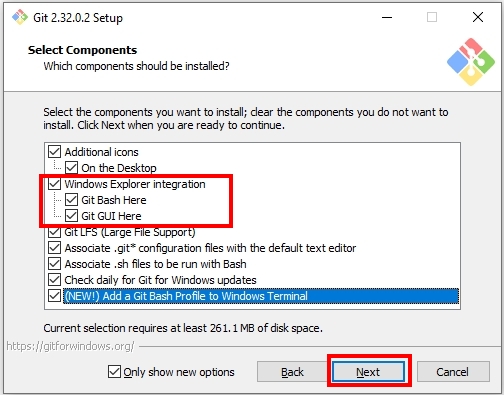 Git 2.32.0.2 Setup
Select Components
Which components should be installed?
Select the components you want to install; clear the components you do not want to
install. Click Next when you are ready to continue.
Additional icons
On the Desktop
Windows Explorer integration
Git Bash Here
Git GUI Here
Git LFS (Large File Support)
Associate .git* configuration files with the default text editor
Associate .sh files to be run with Bash
Check daily for Git for Windows updates
(NEW!) Add a Git Bash Profile to Windows Terminal
Current selection requires at least 261.1 MB of disk space.
https://gitforwindows.org/
Only show new options
Back
Next
Cancel